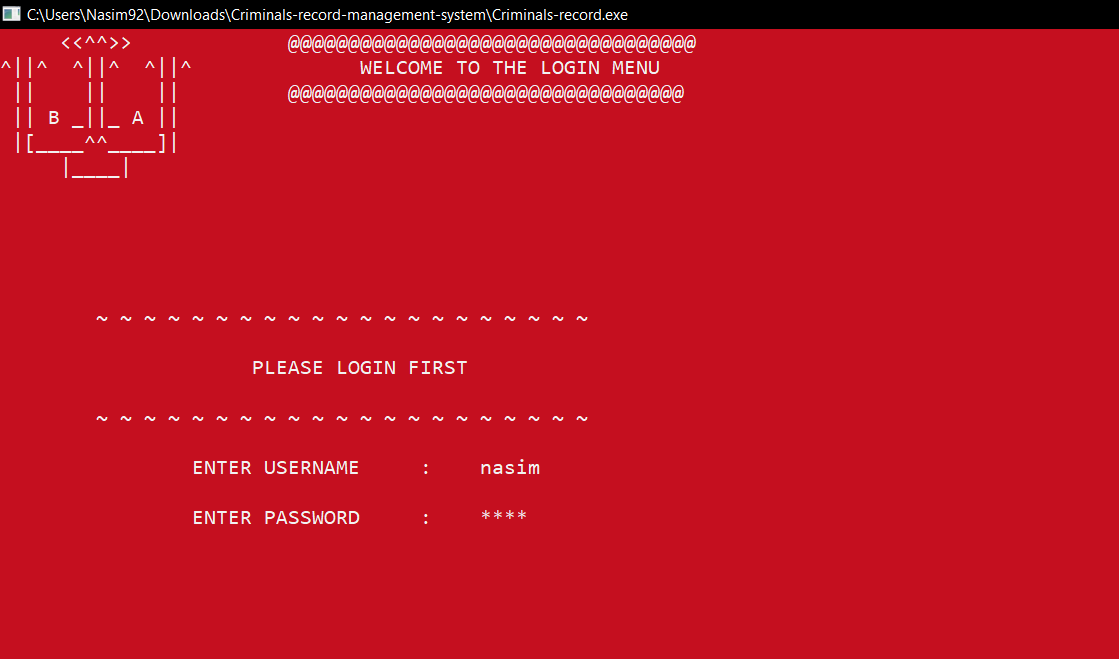 C:\Users\Nasim92\Downloads\Criminals-record-management-system\Criminals-record.exe
     <<^^>>             @@@@@@@@@@@@@@@@@@@@@@@@@@@@@@@@@@
^||^  ^||^  ^||^              WELCOME TO THE LOGIN MENU
 ||    ||    ||         @@@@@@@@@@@@@@@@@@@@@@@@@@@@@@@@@
 || B _||_ A ||
 |[____^^____]|
     |____|
~ ~ ~ ~ ~ ~ ~ ~ ~ ~ ~ ~ ~ ~ ~ ~ ~ ~ ~ ~ ~
PLEASE LOGIN FIRST
~ ~ ~ ~ ~ ~ ~ ~ ~ ~ ~ ~ ~ ~ ~ ~ ~ ~ ~ ~ ~
ENTER USERNAME     :    nasim
ENTER PASSWORD     :    ****